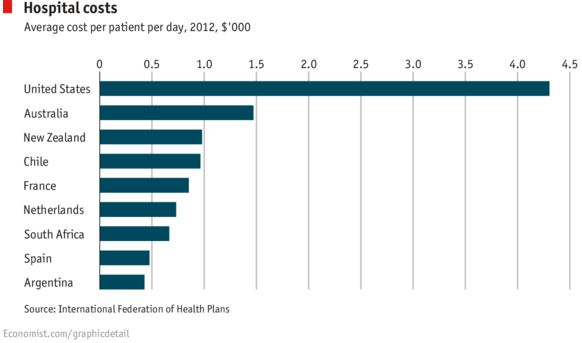 Hospital costs
Average cost per patient per day, 2012, $'000
0 0.5 1.0 1.5 2.0 2.5 3.0 3.5 4.0 4.5
United States
Australia
New Zealand
Chile
France
Netherlands
South Africa
Spain
Argentina
Source: International Federation of Health Plans
Economist.com/graphicdetail